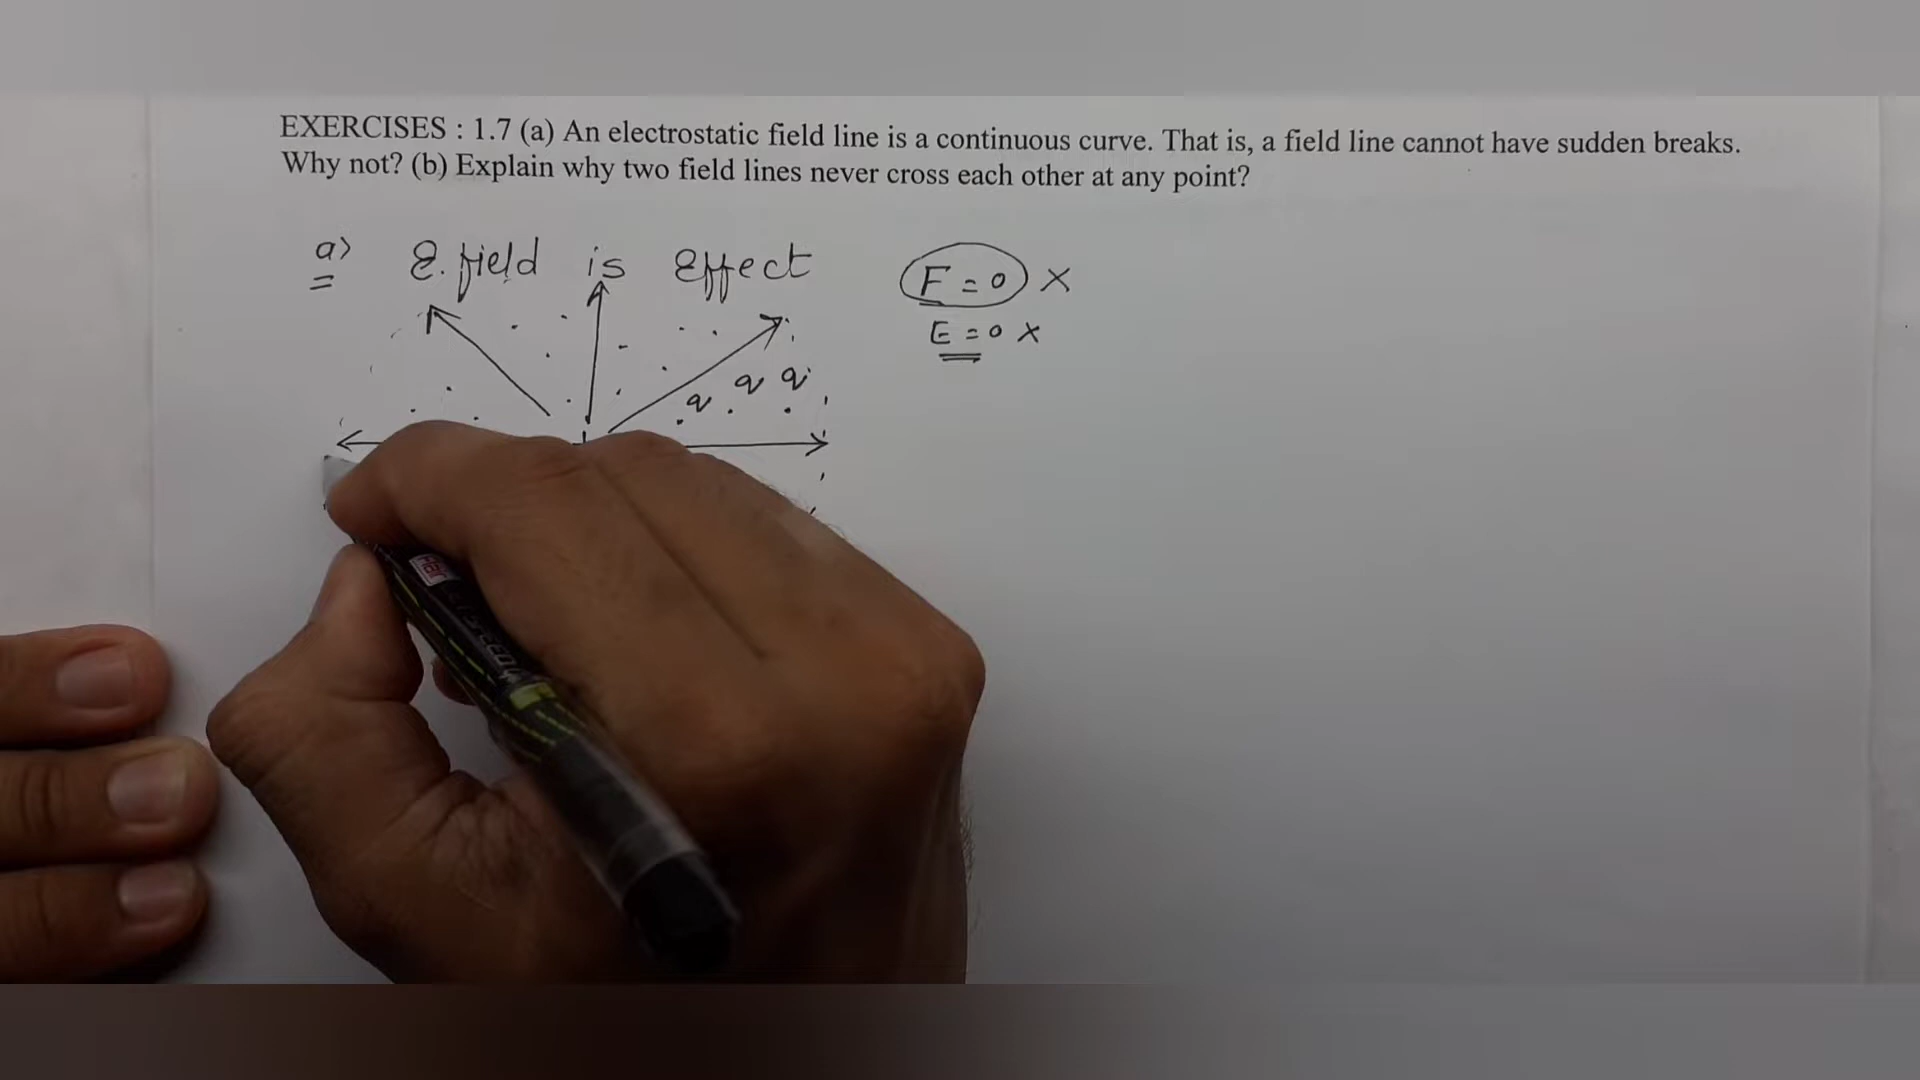 EXERCISES : 1.7 (a) An electrostatic field line is a continuous curve. That is, a field line cannot have sudden breaks.
Why not? (b) Explain why two field lines never cross each other at any point?
a) E.field is Effect
F = 0 X
E = 0 X
q q q